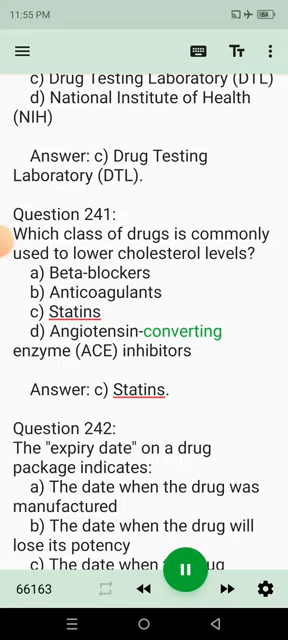 11:55 PM
c) Drug Testing Laboratory (DTL)
d) National Institute of Health
(NIH)
Answer: c) Drug Testing
Laboratory (DTL).
Question 241:
Which class of drugs is commonly
used to lower cholesterol levels?
a) Beta-blockers
b) Anticoagulants
c) Statins
d) Angiotensin-converting
enzyme (ACE) inhibitors
Answer: c) Statins.
Question 242:
The "expiry date" on a drug
package indicates:
a) The date when the drug was
manufactured
b) The date when the drug will
lose its potency
c) The date when
66163